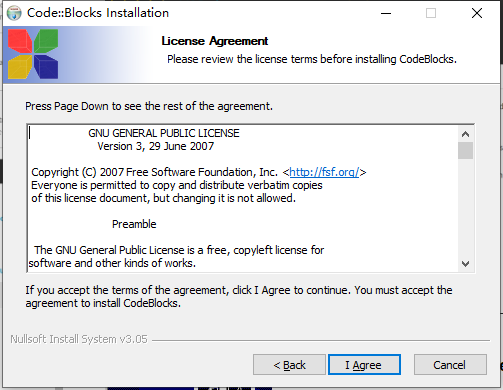 Code::Blocks Installation
License Agreement
Please review the license terms before installing CodeBlocks.
Press Page Down to see the rest of the agreement.
GNU GENERAL PUBLIC LICENSE
Version 3, 29 June 2007
Copyright (C) 2007 Free Software Foundation, Inc. <http://fsf.org/>
Everyone is permitted to copy and distribute verbatim copies
of this license document, but changing it is not allowed.
Preamble
The GNU General Public License is a free, copyleft license for
software and other kinds of works.
If you accept the terms of the agreement, click I Agree to continue. You must accept the
agreement to install CodeBlocks.
Nullsoft Install System v3.05
< Back
I Agree
Cancel